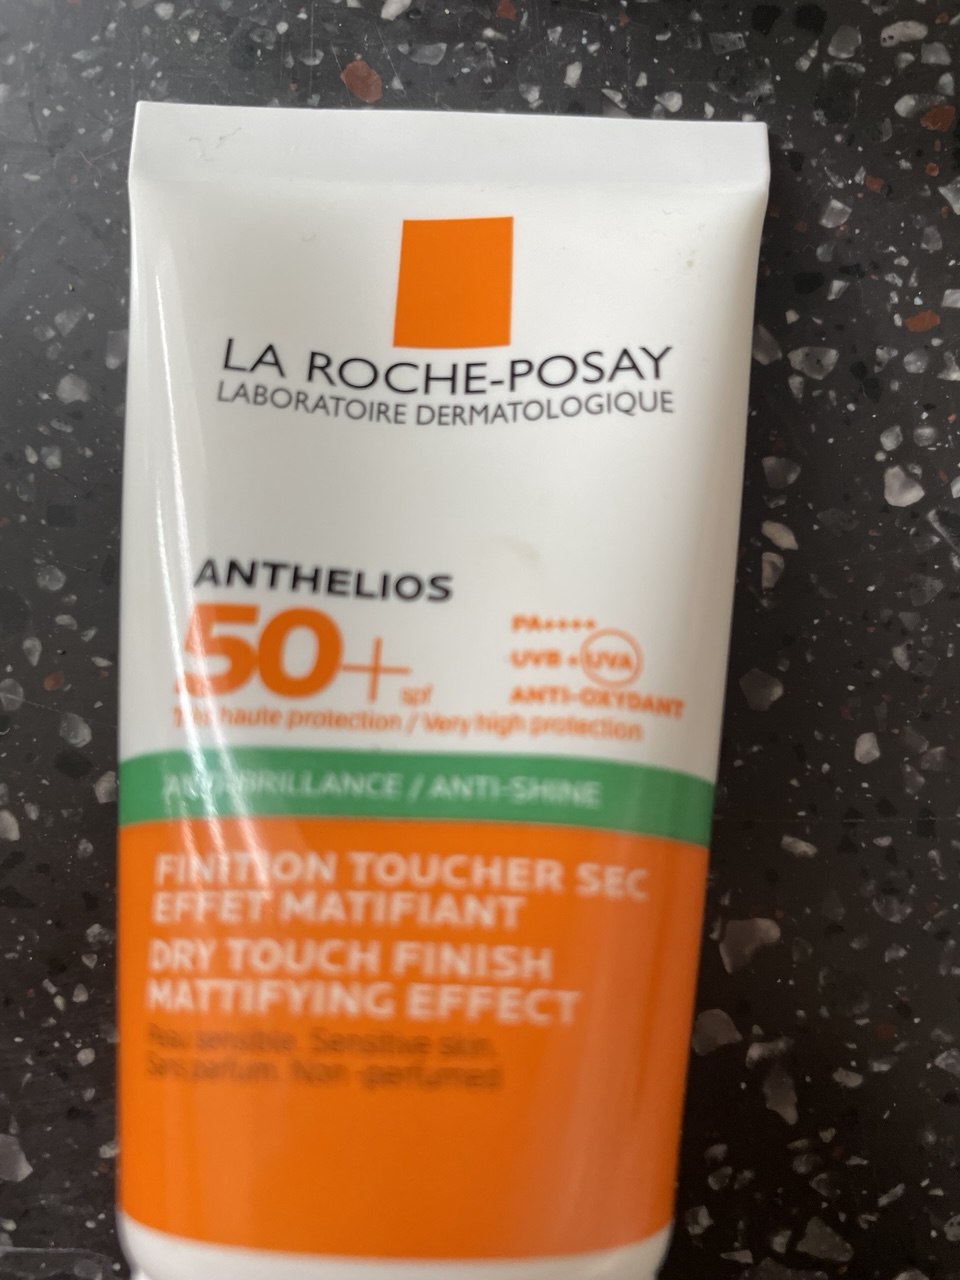 LA ROCHE-POSAY
LABORATOIRE DERMATOLOGIQUE
ANTHELIOS
50+ spf
PA++++
UVB + UVA
ANTI-OXYDANT
Très haute protection / Very high protection
ANTI-BRILLANCE / ANTI-SHINE
FINITION TOUCHER SEC
EFFET MATIFIANT
DRY TOUCH FINISH
MATTIFYING EFFECT
Peau sensible. Sensitive skin.
Sans parfum. Non-perfumed